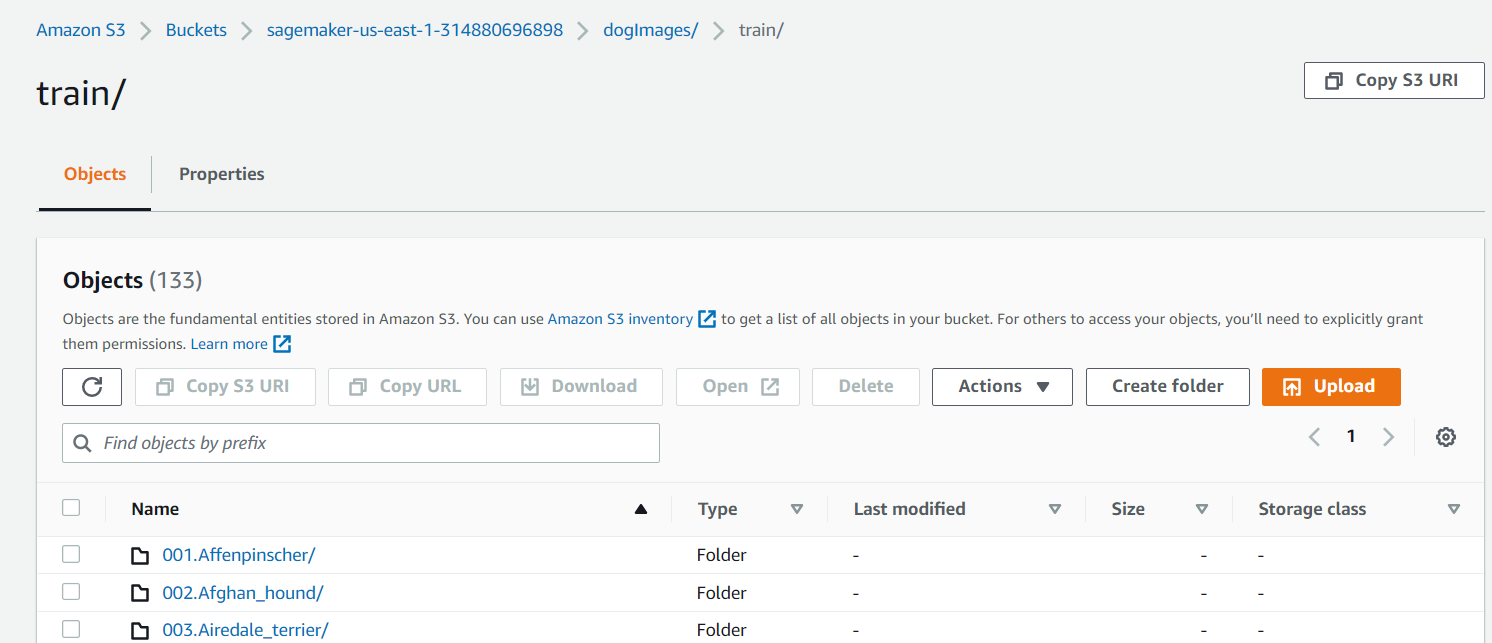 Amazon S3 > Buckets > sagemaker-us-east-1-314880696898 > dogImages/ > train/
train/
Copy S3 URI
Objects Properties
Objects (133)
Objects are the fundamental entities stored in Amazon S3. You can use Amazon S3 inventory to get a list of all objects in your bucket. For others to access your objects, you’ll need to explicitly grant
them permissions. Learn more
Copy S3 URI Copy URL Download Open Delete Actions Create folder Upload
Find objects by prefix
1
Name Type Last modified Size Storage class
001.Affenpinscher/ Folder - - -
002.Afghan_hound/ Folder - - -
003.Airedale_terrier/ Folder - - -